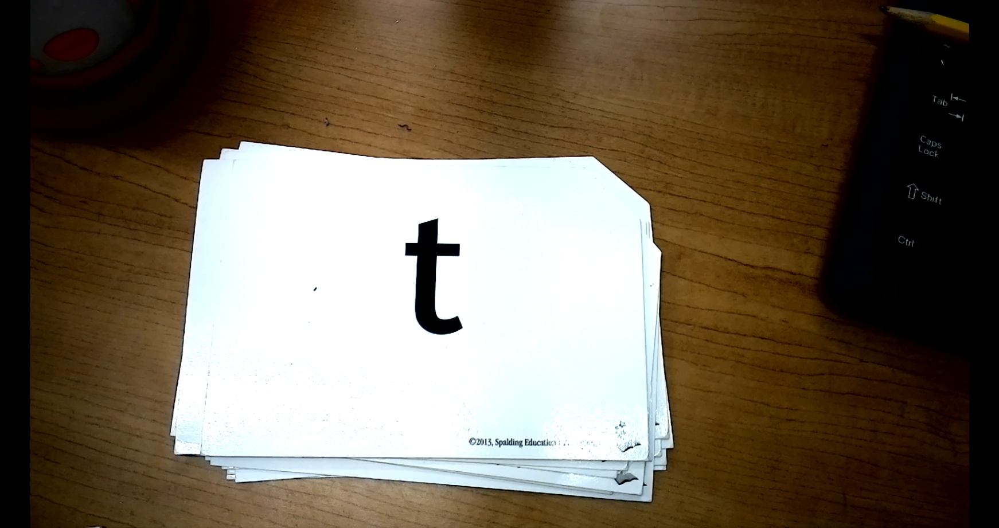 t
©2013, Spalding Education
Tab
Caps
Lock
Shift
Ctrl